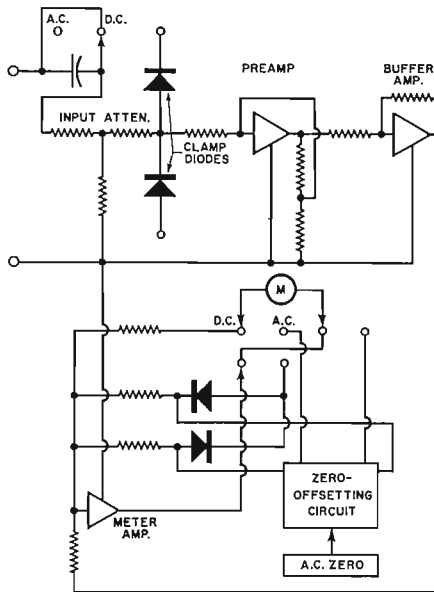 A.C.
D.C.
PREAMP
BUFFER
AMP.
INPUT ATTEN.
CLAMP
DIODES
M
D.C.
A.C.
ZERO-
OFFSETTING
CIRCUIT
METER
AMP.
A.C. ZERO